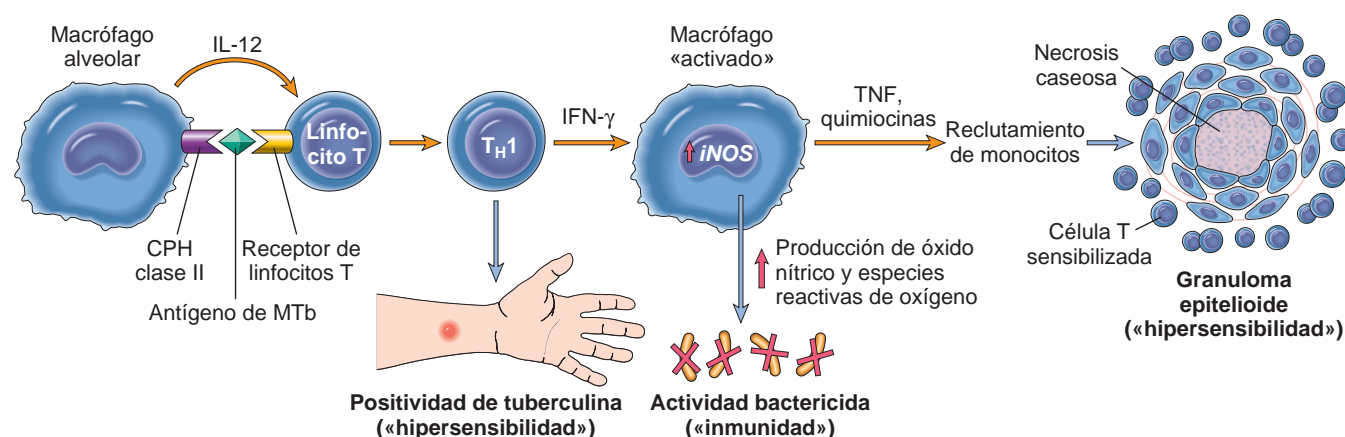 Macrófago
alveolar
IL-12
CPH
clase II
Receptor de
linfocitos T
Antígeno de MTb
Linfo-
cito T
TH1
IFN-γ
Macrófago
«activado»
iNOS
TNF,
quimiocinas
Reclutamiento
de monocitos
Necrosis
caseosa
Célula T
sensibilizada
Granuloma
epitelioide
(«hipersensibilidad»)
Producción de óxido
nítrico y especies
reactivas de oxígeno
Positividad de tuberculina
(«hipersensibilidad»)
Actividad bactericida
(«inmunidad»)